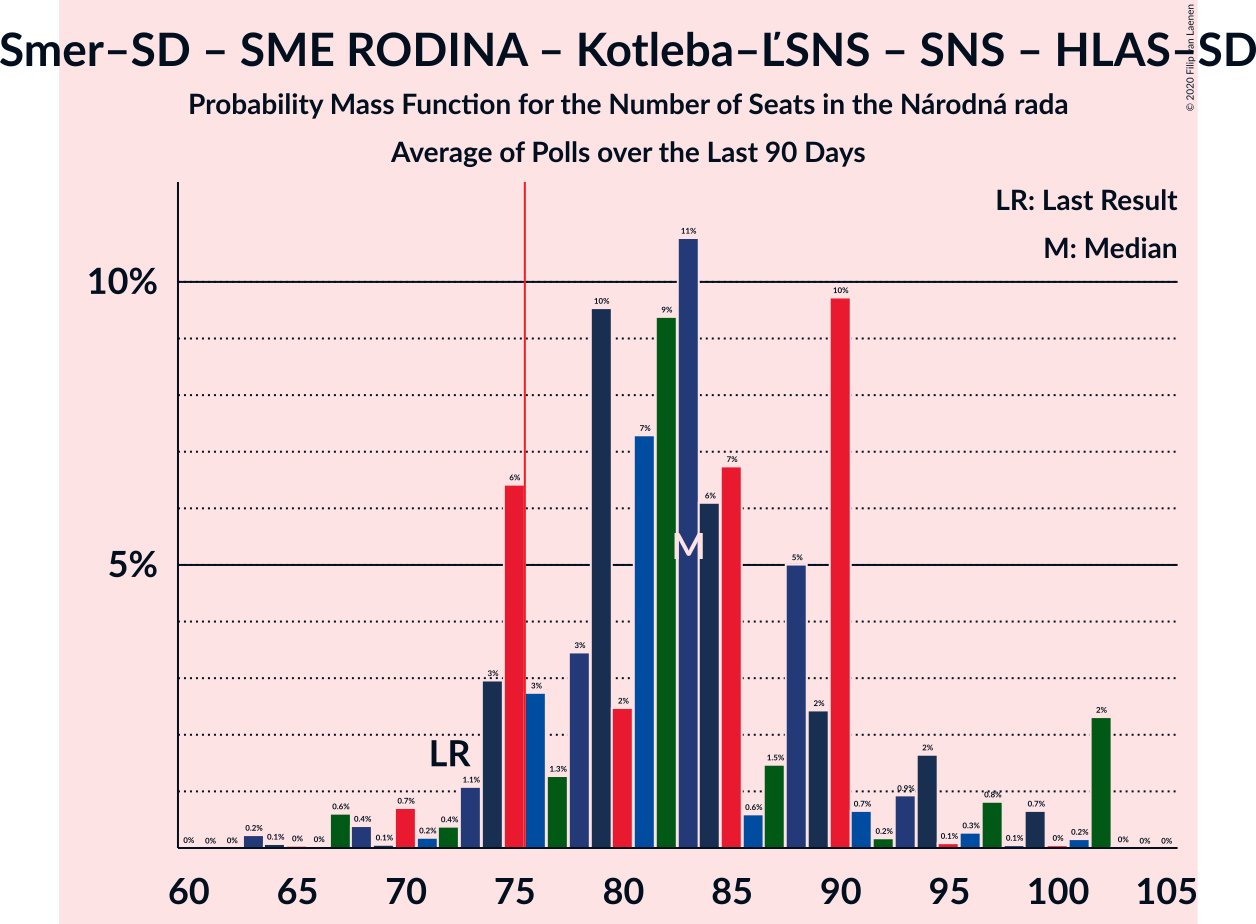 Smer–SD – SME RODINA – Kotleba–ĽSNS – SNS – HLAS–SD
© 2020 Filip van Laenen
Probability Mass Function for the Number of Seats in the Národná rada
Average of Polls over the Last 90 Days
LR: Last Result
M: Median
10%
5%
LR
M
0% 0% 0% 0.2% 0.1% 0% 0% 0.6% 0.4% 0.1% 0.7% 0.2% 0.4% 1.1% 3% 6% 3% 1.3% 3% 10% 2% 7% 9% 11% 6% 7% 0.6% 1.5% 5% 2% 10% 0.7% 0.2% 0.9% 2% 0.1% 0.3% 0.8% 0.1% 0.7% 0% 0.2% 2% 0% 0% 0%
60 65 70 75 80 85 90 95 100 105